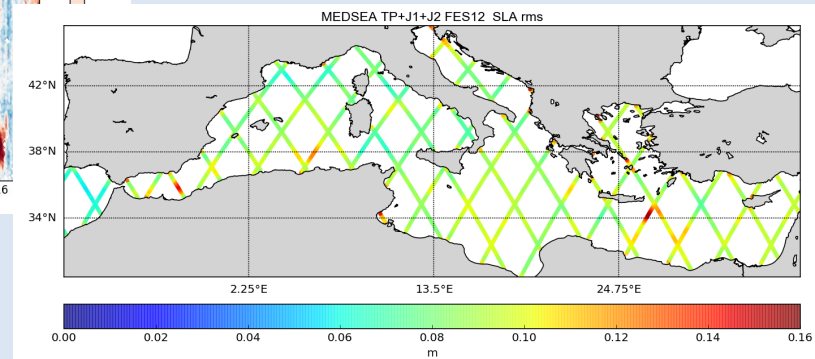 MEDSEA TP+J1+J2 FES12 SLA rms
42°N
38°N
34°N
2.25°E 13.5°E 24.75°E
0.00 0.02 0.04 0.06 0.08 0.10 0.12 0.14 0.16
m